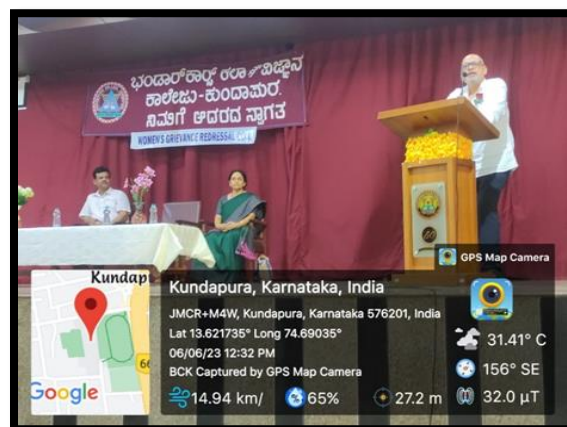 ಭಂಡಾರ್ಕಾರ್ಸ್ ಕಲಾ ವಿಜ್ಞಾನ
ಕಾಲೇಜು-ಕುಂದಾಪುರ.
ನಿಮಗೆ ಆದರದ ಸ್ವಾಗತ
WOMEN'S GRIEVANCE REDRESSAL CELL
GPS Map Camera
Kundap
Google
Kundapura, Karnataka, India
JMCR+M4W, Kundapura, Karnataka 576201, India
Lat 13.621735° Long 74.69035°
06/06/23 12:32 PM
BCK Captured by GPS Map Camera
31.41° C
156° SE
14.94 km/
65%
27.2 m
32.0 µT